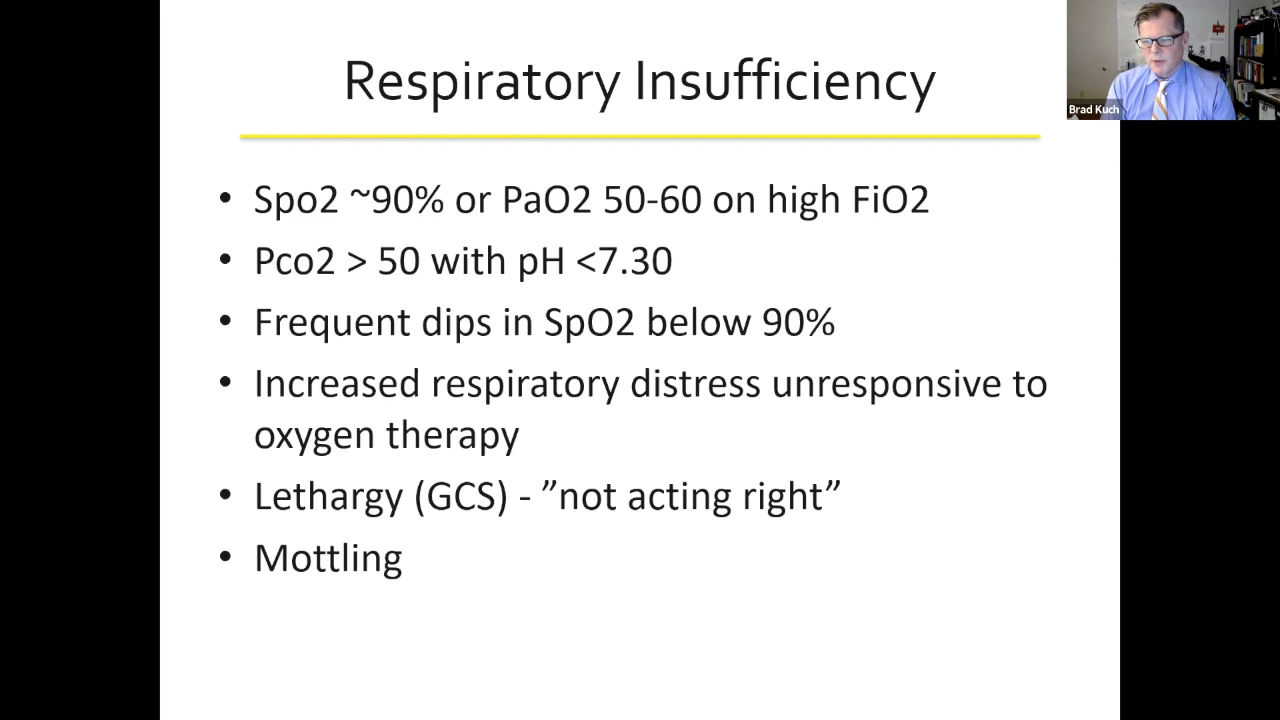 Respiratory Insufficiency
Brad Kuch
• Spo2 ~90% or PaO2 50-60 on high FiO2
• Pco2 > 50 with pH <7.30
• Frequent dips in SpO2 below 90%
• Increased respiratory distress unresponsive to
oxygen therapy
• Lethargy (GCS) - ”not acting right”
• Mottling